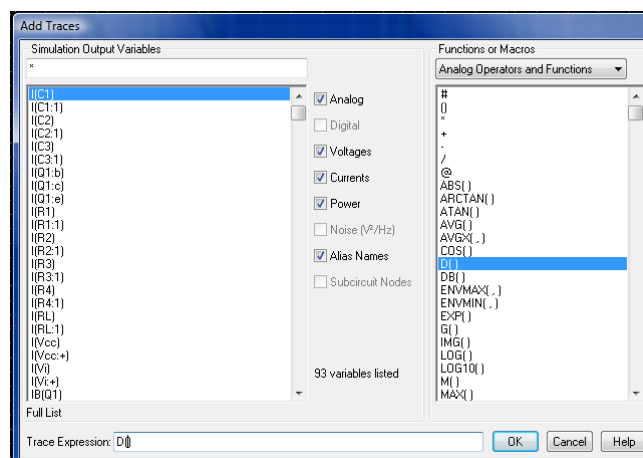 Add Traces
Simulation Output Variables
*
I(C1)
I(C1:1)
I(C2)
I(C2:1)
I(C3)
I(C3:1)
I(Q1:b)
I(Q1:c)
I(Q1:e)
I(R1)
I(R1:1)
I(R2)
I(R2:1)
I(R3)
I(R3:1)
I(R4)
I(R4:1)
I(RL)
I(RL:1)
I(Vcc)
I(Vcc:+)
I(Vi)
I(Vi:+)
IB(Q1)
Full List
Analog
Digital
Voltages
Currents
Power
Noise (V²/Hz)
Alias Names
Subcircuit Nodes
93 variables listed
Functions or Macros
Analog Operators and Functions
#
()
*
+
-
/
@
ABS()
ARCTAN()
ATAN()
AVG()
AVGX(,)
COS()
D()
DB()
ENVMAX(,)
ENVMIN(,)
EXP()
G()
IMG()
LOG()
LOG10()
M()
MAX()
Trace Expression: D()
OK
Cancel
Help